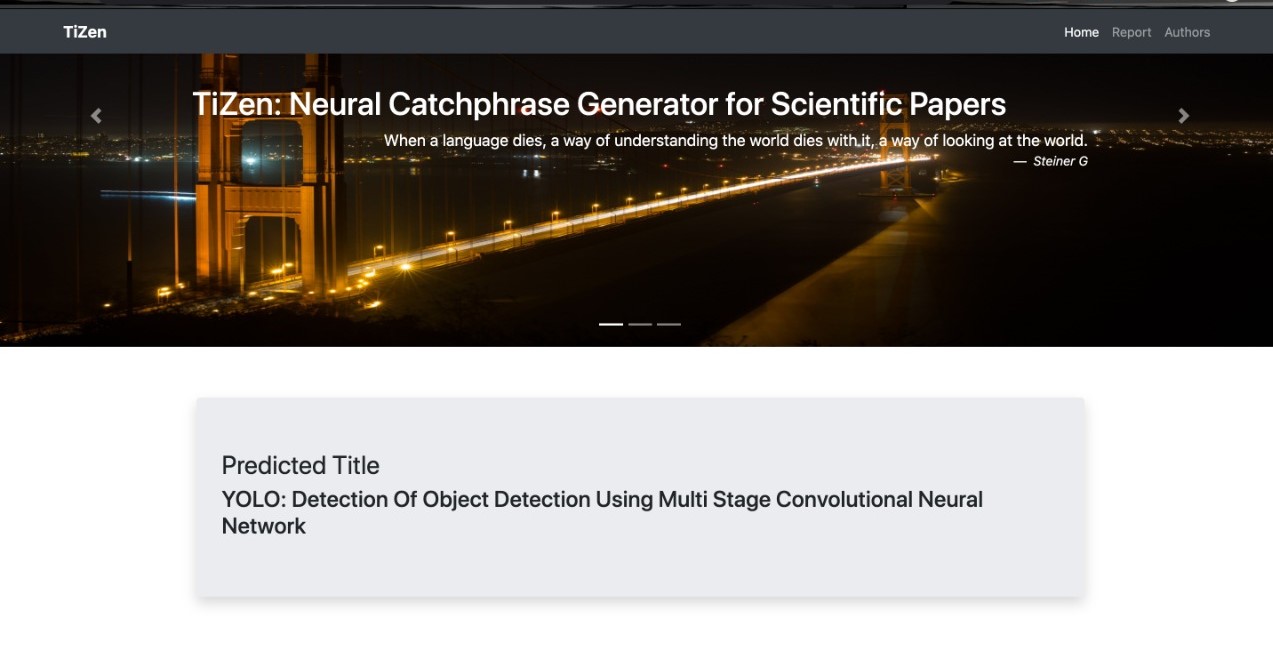 TiZen
Home Report Authors
TiZen: Neural Catchphrase Generator for Scientific Papers
When a language dies, a way of understanding the world dies with it, a way of looking at the world.
— Steiner G
Predicted Title
YOLO: Detection Of Object Detection Using Multi Stage Convolutional Neural
Network